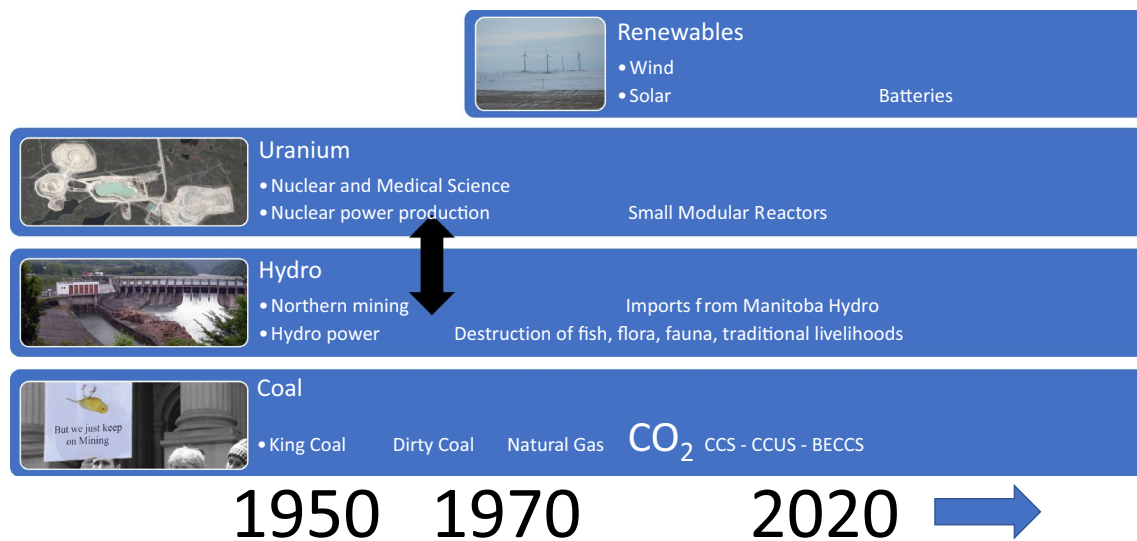 Renewables
• Wind
• Solar Batteries
Uranium
• Nuclear and Medical Science
• Nuclear power production Small Modular Reactors
Hydro
• Northern mining Imports from Manitoba Hydro
• Hydro power Destruction of fish, flora, fauna, traditional livelihoods
Coal
But we just keep
on Mining
• King Coal Dirty Coal Natural Gas CO₂ CCS - CCUS - BECCS
1950 1970 2020